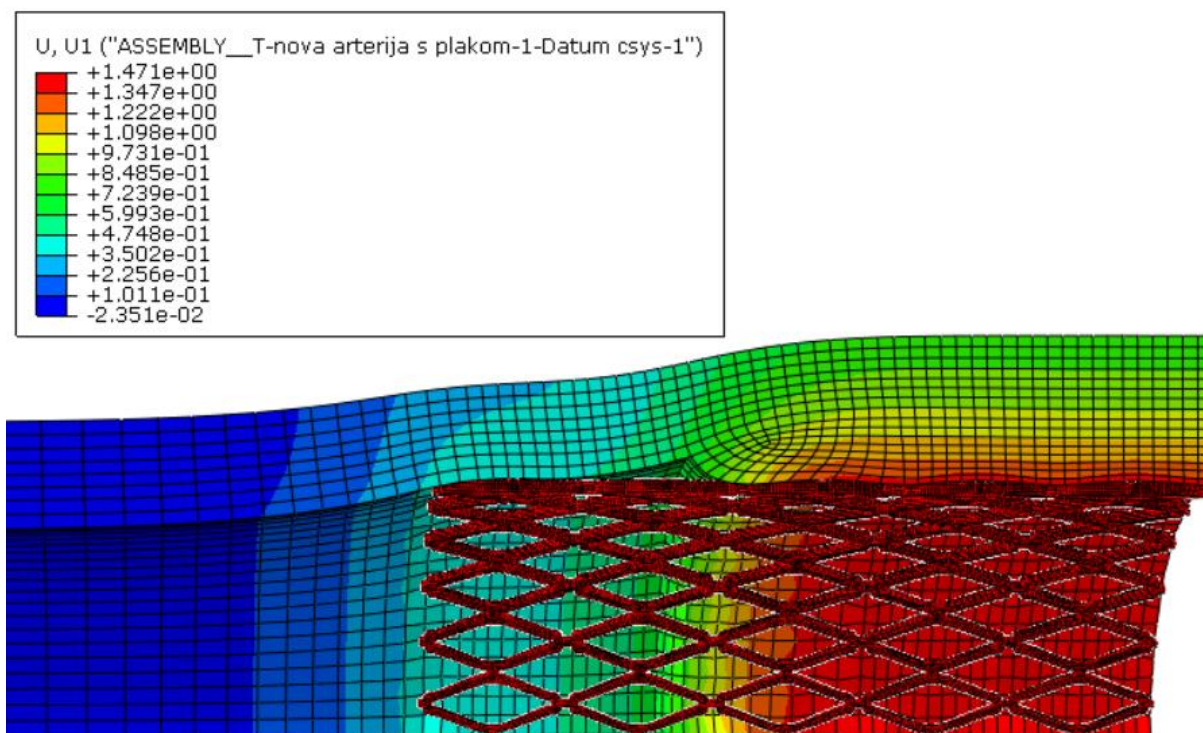 U, U1 ("ASSEMBLY__T-nova arterija s plakom-1-Datum csys-1")
+1.471e+00
+1.347e+00
+1.222e+00
+1.098e+00
+9.731e-01
+8.485e-01
+7.239e-01
+5.993e-01
+4.748e-01
+3.502e-01
+2.256e-01
+1.011e-01
-2.351e-02